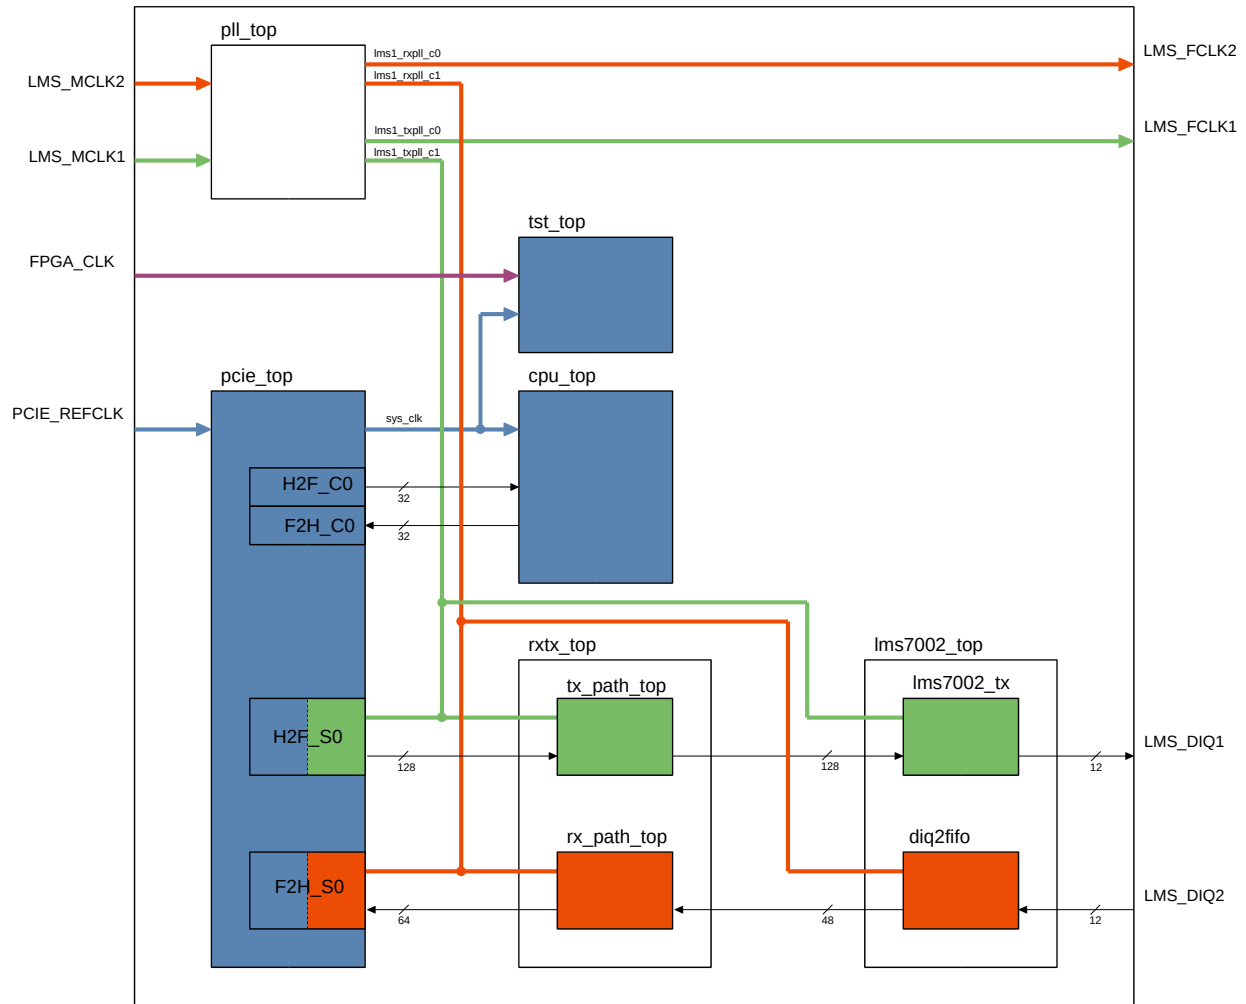 pll_top
LMS_MCLK2
LMS_MCLK1
lms1_rxpll_c0
lms1_rxpll_c1
lms1_txpll_c0
lms1_txpll_c1
LMS_FCLK2
LMS_FCLK1
tst_top
FPGA_CLK
pcie_top
cpu_top
PCIE_REFCLK
sys_clk
H2F_C0
32
F2H_C0
32
rxtx_top
lms7002_top
tx_path_top
lms7002_tx
H2F_S0
128
128
12
LMS_DIQ1
rx_path_top
diq2fifo
F2H_S0
64
48
12
LMS_DIQ2